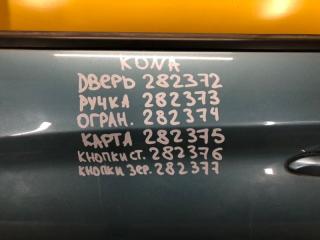 KONA
ДВЕРЬ 282372
РУЧКА 282373
ОГРАН. 282374
КАРТА 282375
КНОПКИ СТ. 282376
КНОПКИ ЗЕР. 282377